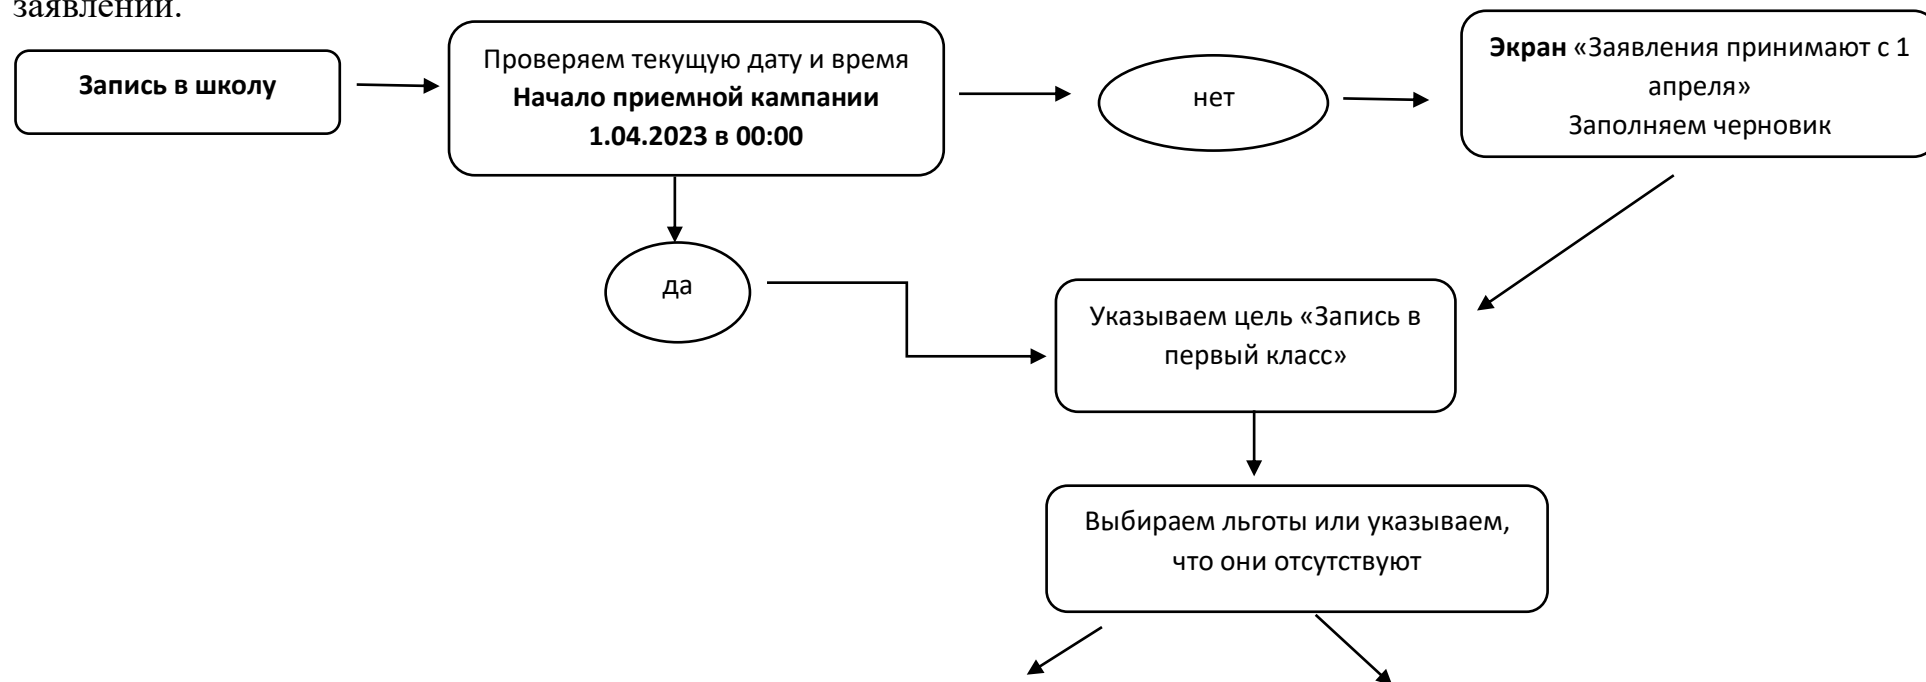 заявлений.
Запись в школу
Проверяем текущую дату и время
Начало приемной кампании
1.04.2023 в 00:00
нет
Экран «Заявления принимают с 1
апреля»
Заполняем черновик
да
Указываем цель «Запись в
первый класс»
Выбираем льготы или указываем,
что они отсутствуют